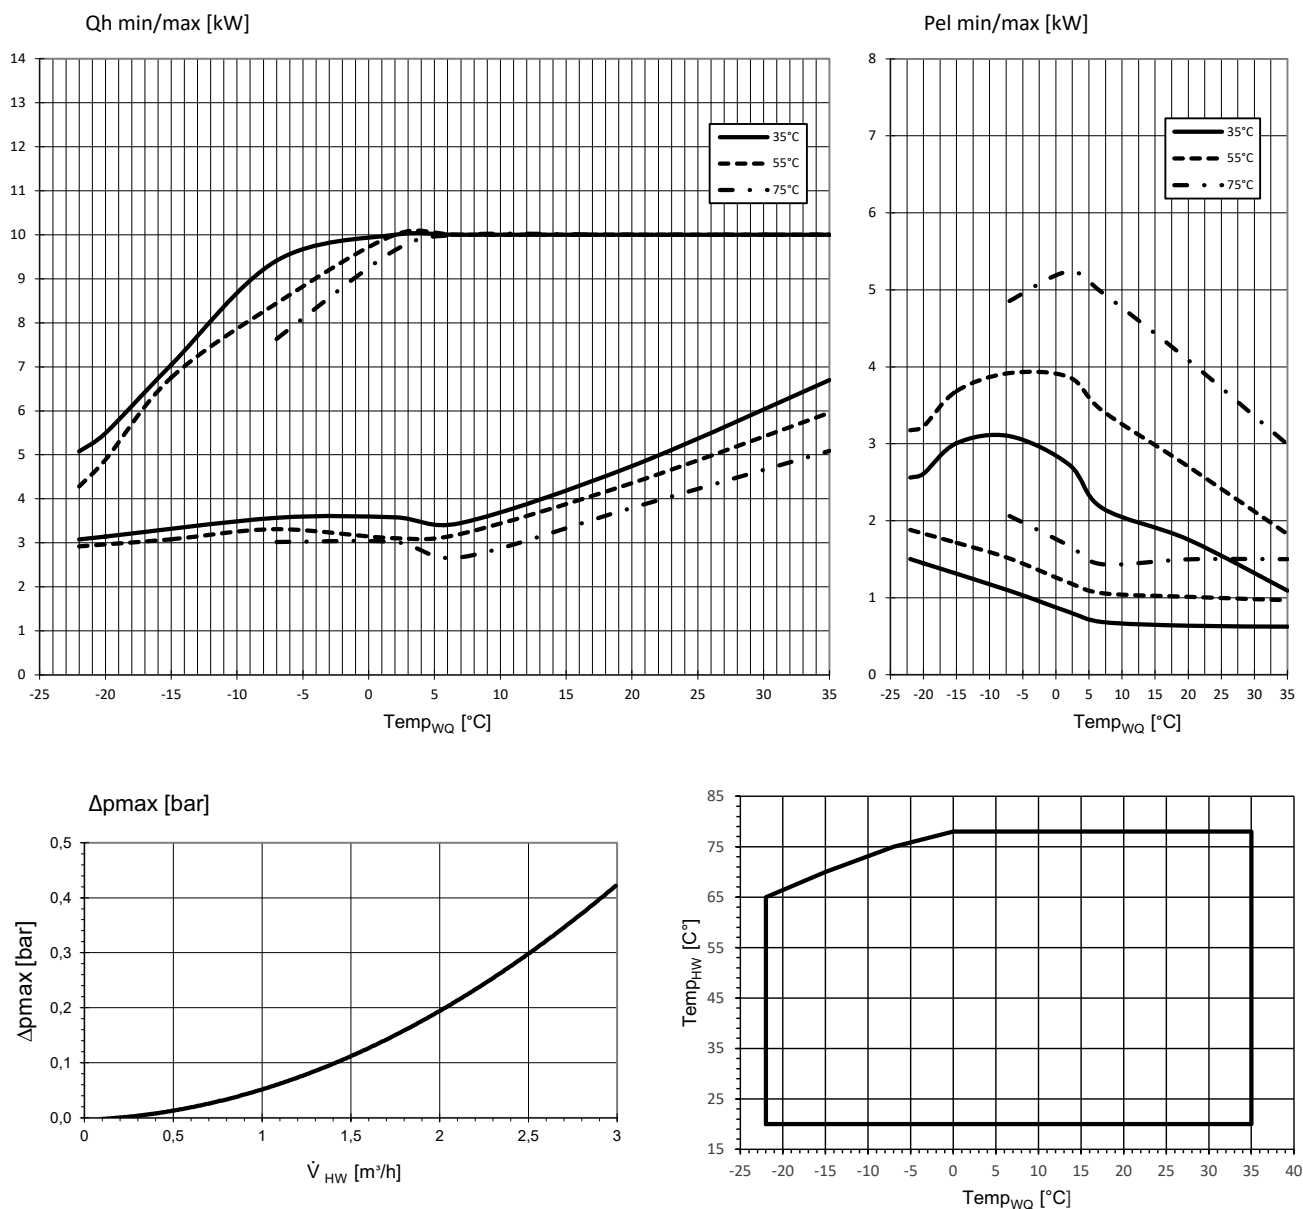 Qh min/max [kW]
14
13
12
11
10
9
8
7
6
5
4
3
2
1
0
-25 -20 -15 -10 -5 0 5 10 15 20 25 30 35
35°C
55°C
75°C
TempWQ [°C]
Pel min/max [kW]
8
7
6
5
4
3
2
1
0
-25 -20 -15 -10 -5 0 5 10 15 20 25 30 35
35°C
55°C
75°C
TempWQ [°C]
Δpmax [bar]
Δpmax [bar]
0,5
0,4
0,3
0,2
0,1
0,0
0 0,5 1 1,5 2 2,5 3
V̇ HW [m³/h]
TempHW [C°]
85
75
65
55
45
35
25
15
-25 -20 -15 -10 -5 0 5 10 15 20 25 30 35 40
TempWQ [°C]